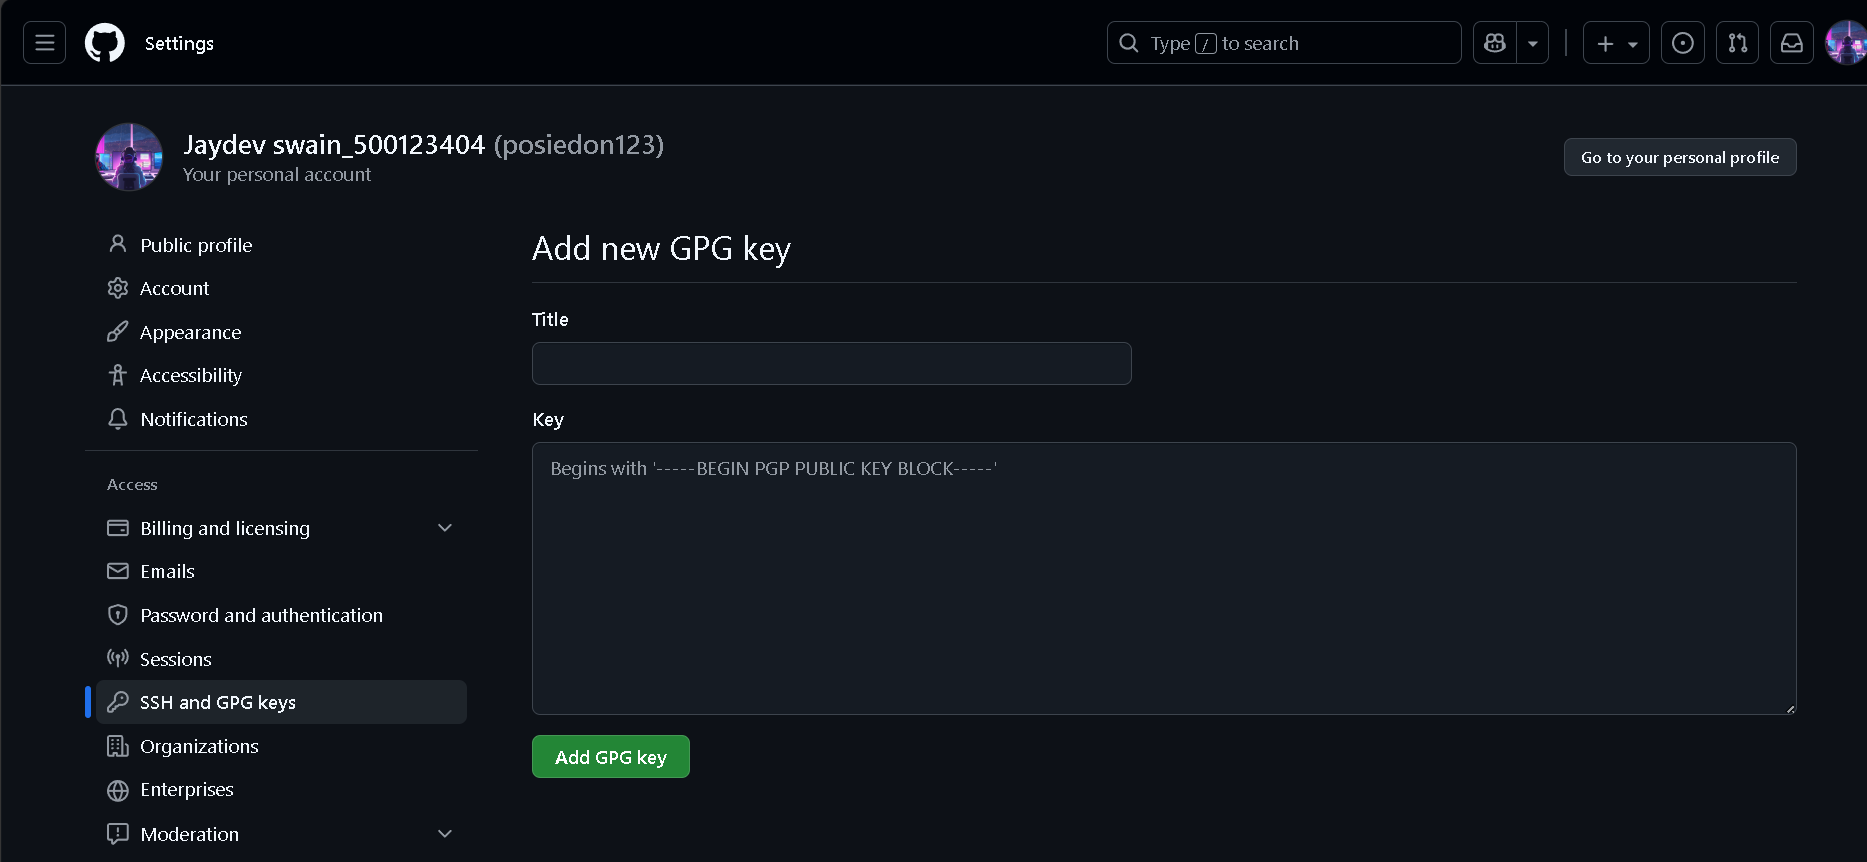 Settings
Type / to search
Jaydev swain_500123404 (posiedon123)
Your personal account
Go to your personal profile
Public profile
Account
Appearance
Accessibility
Notifications
Access
Billing and licensing
Emails
Password and authentication
Sessions
SSH and GPG keys
Organizations
Enterprises
Moderation
Add new GPG key
Title
Key
Begins with '-----BEGIN PGP PUBLIC KEY BLOCK-----'
Add GPG key